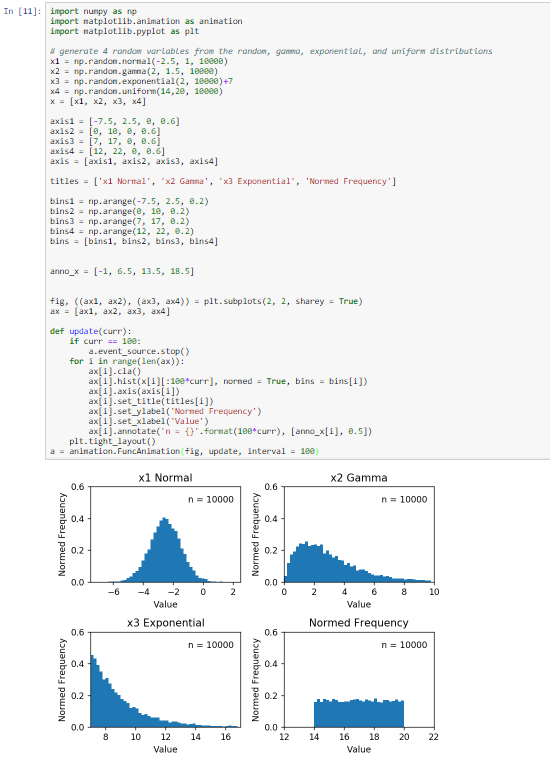 In [11]: import numpy as np
import matplotlib.animation as animation
import matplotlib.pyplot as plt
# generate 4 random variables from the random, gamma, exponential, and uniform distributions
x1 = np.random.normal(-2.5, 1, 10000)
x2 = np.random.gamma(2, 1.5, 10000)
x3 = np.random.exponential(2, 10000)+7
x4 = np.random.uniform(14,20, 10000)
x = [x1, x2, x3, x4]
axis1 = [-7.5, 2.5, 0, 0.6]
axis2 = [0, 10, 0, 0.6]
axis3 = [7, 17, 0, 0.6]
axis4 = [12, 22, 0, 0.6]
axis = [axis1, axis2, axis3, axis4]
titles = ['x1 Normal', 'x2 Gamma', 'x3 Exponential', 'Normed Frequency']
bins1 = np.arange(-7.5, 2.5, 0.2)
bins2 = np.arange(0, 10, 0.2)
bins3 = np.arange(7, 17, 0.2)
bins4 = np.arange(12, 22, 0.2)
bins = [bins1, bins2, bins3, bins4]
anno_x = [-1, 6.5, 13.5, 18.5]
fig, ((ax1, ax2), (ax3, ax4)) = plt.subplots(2, 2, sharey = True)
ax = [ax1, ax2, ax3, ax4]
def update(curr):
    if curr == 100:
        a.event_source.stop()
    for i in range(len(ax)):
        ax[i].cla()
        ax[i].hist(x[i][:100*curr], normed = True, bins = bins[i])
        ax[i].axis(axis[i])
        ax[i].set_title(titles[i])
        ax[i].set_ylabel('Normed Frequency')
        ax[i].set_xlabel('Value')
        ax[i].annotate('n = {}'.format(100*curr), [anno_x[i], 0.5])
    plt.tight_layout()
a = animation.FuncAnimation(fig, update, interval = 100)
x1 Normal
0.6
0.4
0.2
0.0
Normed Frequency
n = 10000
−6 −4 −2 0 2
Value
x2 Gamma
0.6
0.4
0.2
0.0
Normed Frequency
n = 10000
0 2 4 6 8 10
Value
x3 Exponential
0.6
0.4
0.2
0.0
Normed Frequency
n = 10000
8 10 12 14 16
Value
Normed Frequency
0.6
0.4
0.2
0.0
Normed Frequency
n = 10000
12 14 16 18 20 22
Value